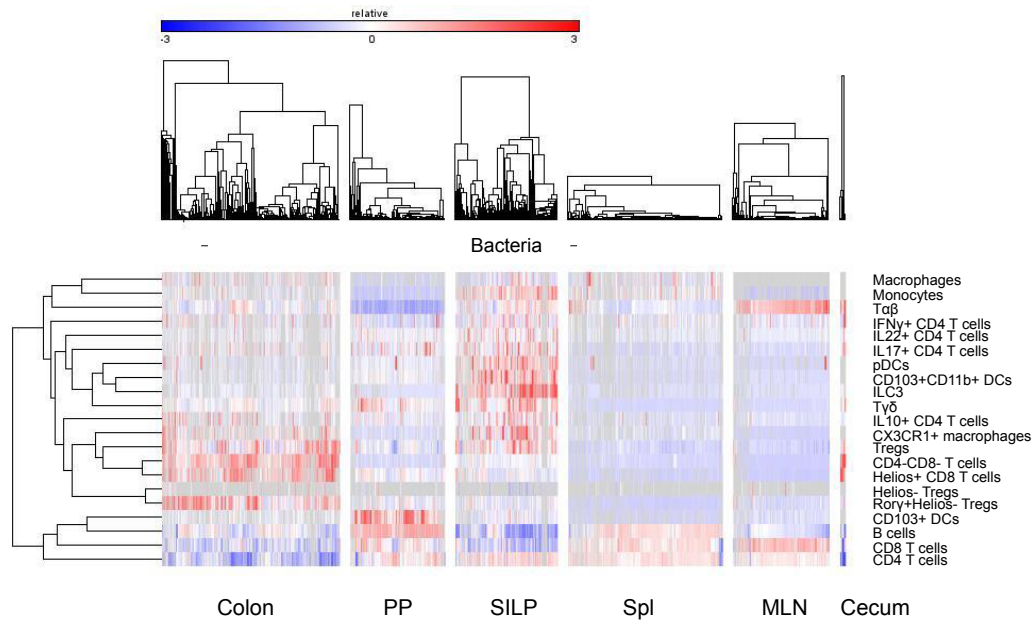 relative
-3 0 3
Bacteria
Macrophages
Monocytes
Tαβ
IFNγ+ CD4 T cells
IL22+ CD4 T cells
IL17+ CD4 T cells
pDCs
CD103+CD11b+ DCs
ILC3
Tγδ
IL10+ CD4 T cells
CX3CR1+ macrophages
Tregs
CD4-CD8- T cells
Helios+ CD8 T cells
Helios- Tregs
Rorγ+Helios- Tregs
CD103+ DCs
B cells
CD8 T cells
CD4 T cells
Colon PP SILP Spl MLN Cecum